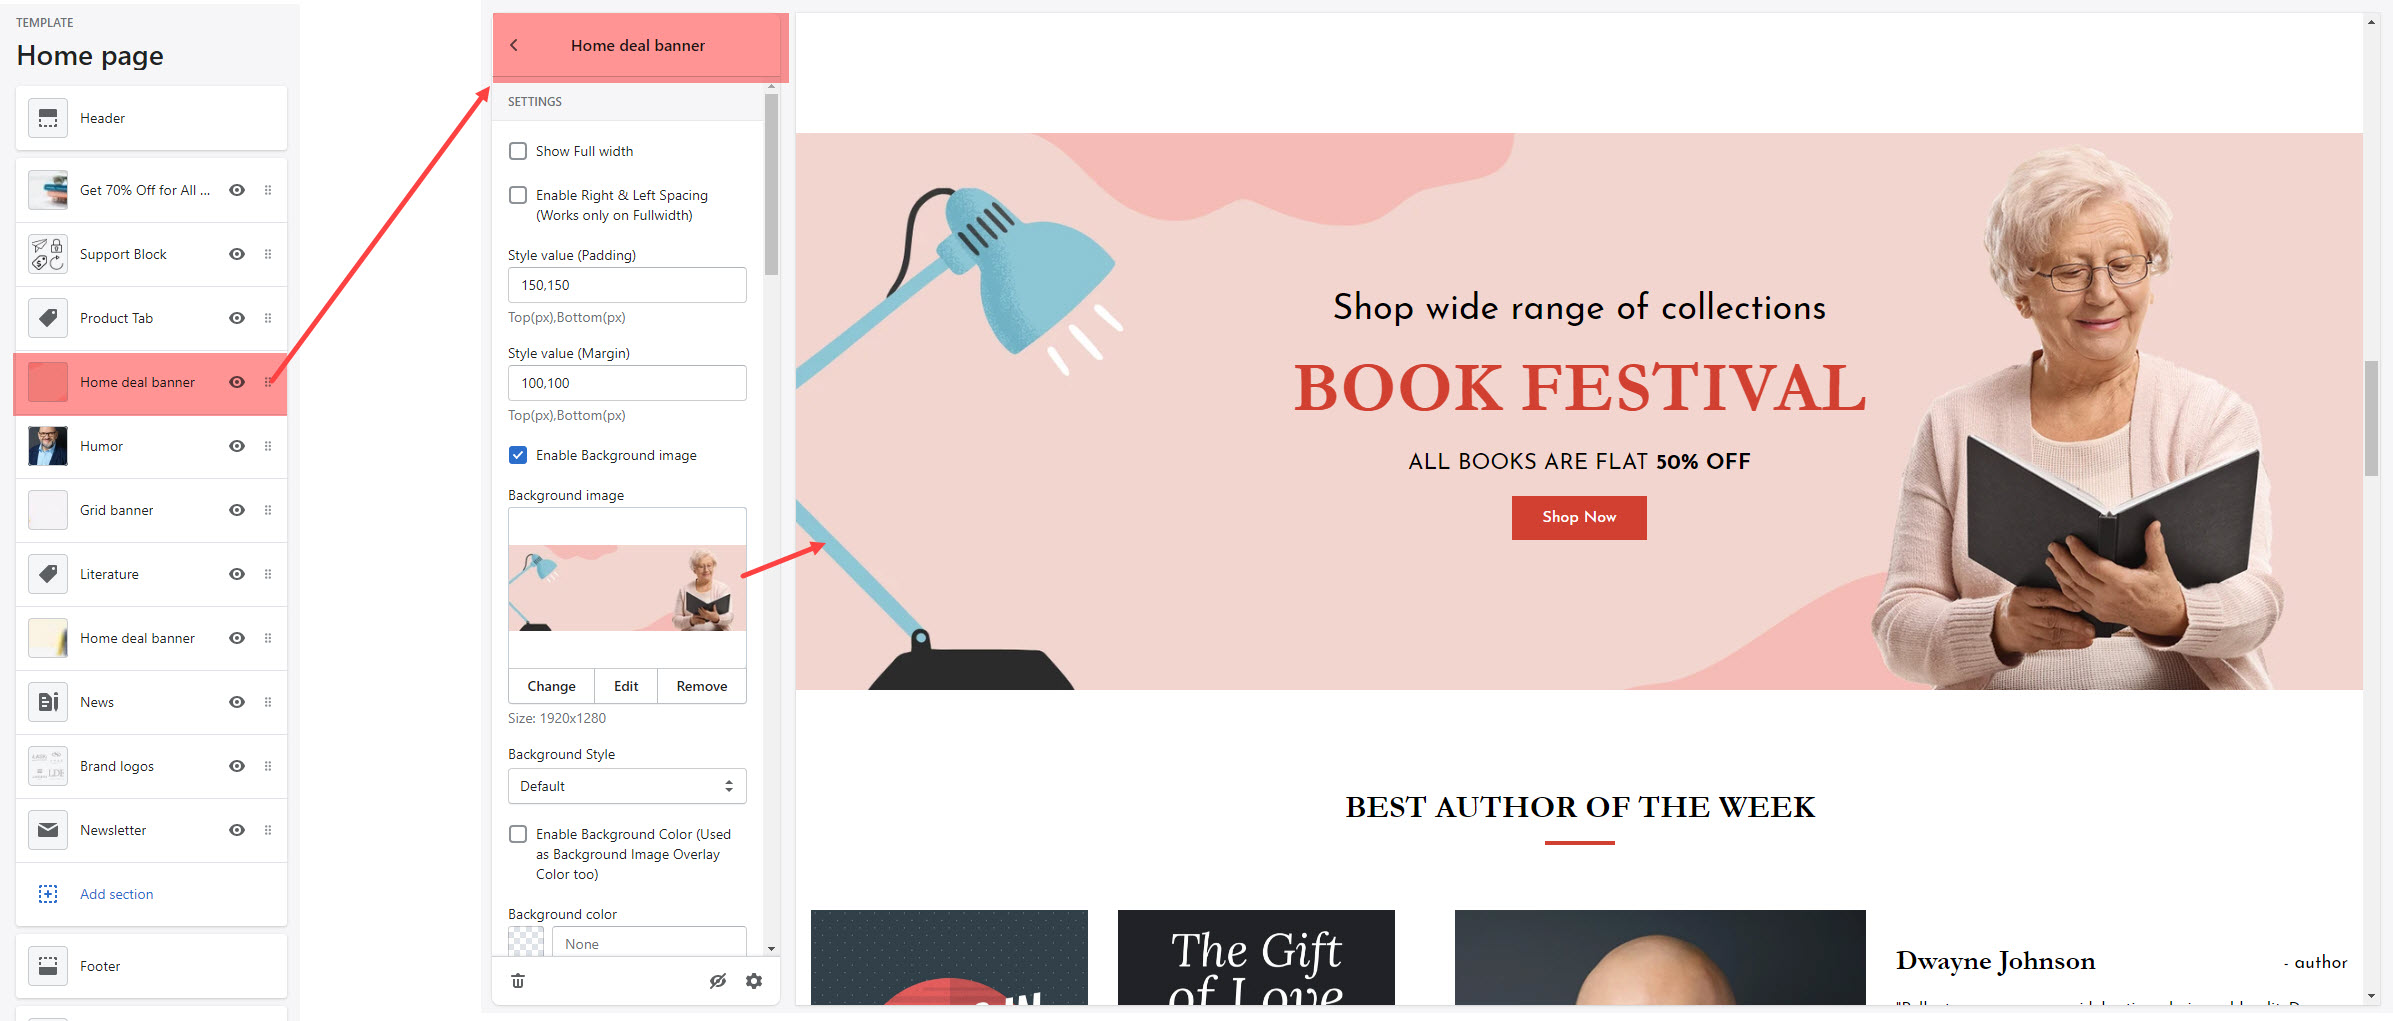 TEMPLATE
Home page
Header
Get 70% Off for All ...
Support Block
Product Tab
Home deal banner
Humor
Grid banner
Literature
Home deal banner
News
Brand logos
Newsletter
Add section
Footer
Home deal banner
SETTINGS
Show Full width
Enable Right & Left Spacing
(Works only on Fullwidth)
Style value (Padding)
150,150
Top(px),Bottom(px)
Style value (Margin)
100,100
Top(px),Bottom(px)
Enable Background image
Background image
Change Edit Remove
Size: 1920x1280
Background Style
Default
Enable Background Color (Used
as Background Image Overlay
Color too)
Background color
None
Shop wide range of collections
BOOK FESTIVAL
ALL BOOKS ARE FLAT 50% OFF
Shop Now
BEST AUTHOR OF THE WEEK
The Gift
of Love
Dwayne Johnson
- author